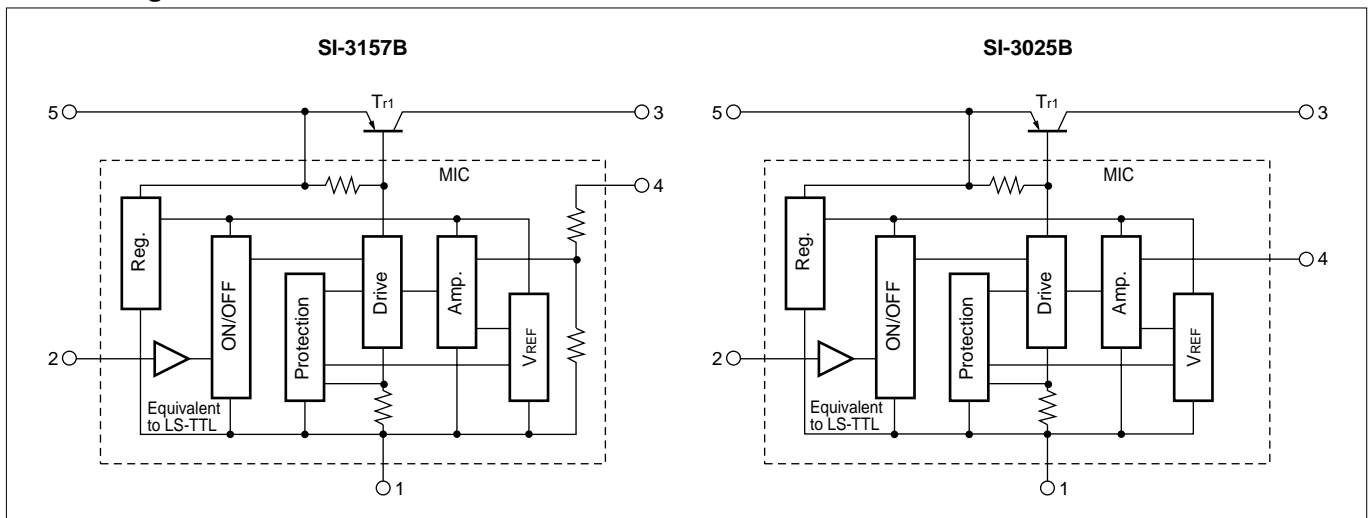 SI-3157B
5
Tr1
3
MIC
4
Reg.
ON/OFF
Protection
Drive
Amp.
VREF
2
Equivalent
to LS-TTL
1
SI-3025B
5
Tr1
3
MIC
4
Reg.
ON/OFF
Protection
Drive
Amp.
VREF
2
Equivalent
to LS-TTL
1